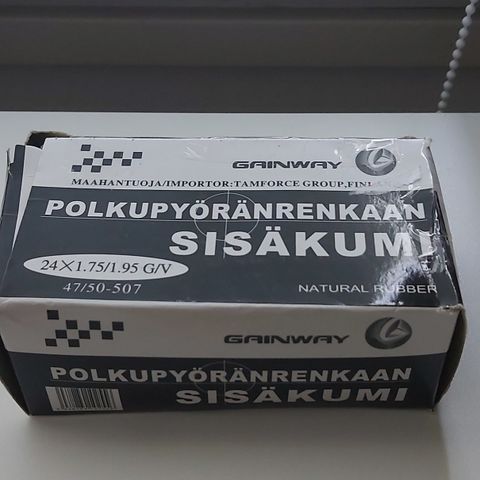 GAINWAY
MAAHANTUOJA/IMPORTOR:TAMFORCE GROUP,FINLAND
POLKUPYÖRÄNRENKAAN
SISÄKUMI
24×1.75/1.95 G/V
47/50-507
NATURAL RUBBER
GAINWAY
POLKUPYÖRÄNRENKAAN
SISÄKUMI